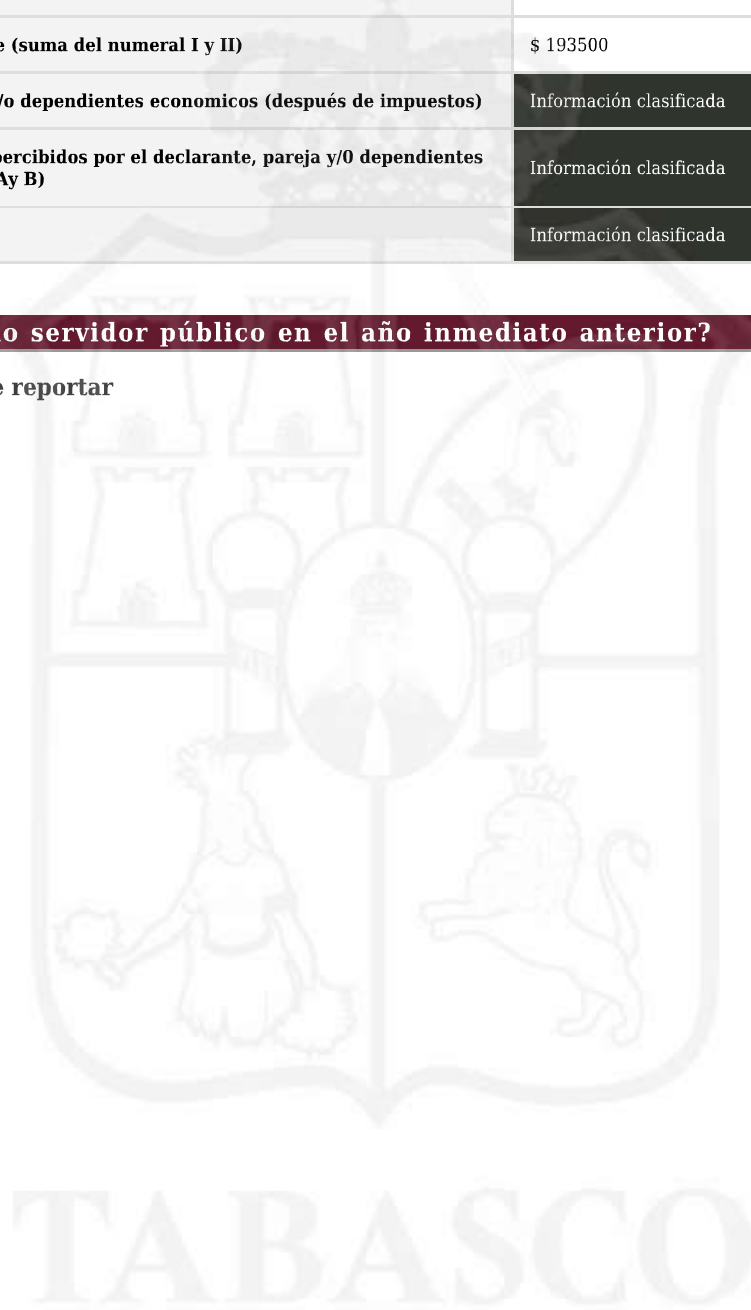 e (suma del numeral I y II)
$ 193500
/o dependientes economicos (después de impuestos)
Información clasificada
percibidos por el declarante, pareja y/0 dependientes
Ay B)
Información clasificada
Información clasificada
o servidor público en el año inmediato anterior?
e reportar
TABASCO